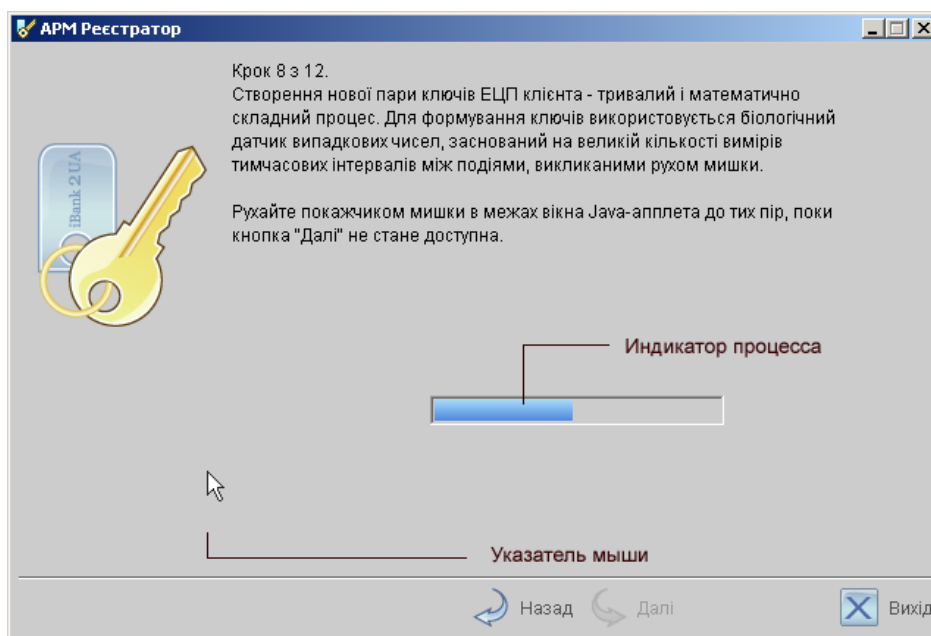 АРМ Реєстратор
Крок 8 з 12.
Створення нової пари ключів ЕЦП клієнта - тривалий і математично
складний процес. Для формування ключів використовується біологічний
датчик випадкових чисел, заснований на великій кількості вимірів
тимчасових інтервалів між подіями, викликаними рухом мишки.
Рухайте покажчиком мишки в межах вікна Java-апплета до тих пір, поки
кнопка "Далі" не стане доступна.
iBank 2 UA
Индикатор процесса
Указатель мыши
Назад Далі Вихід